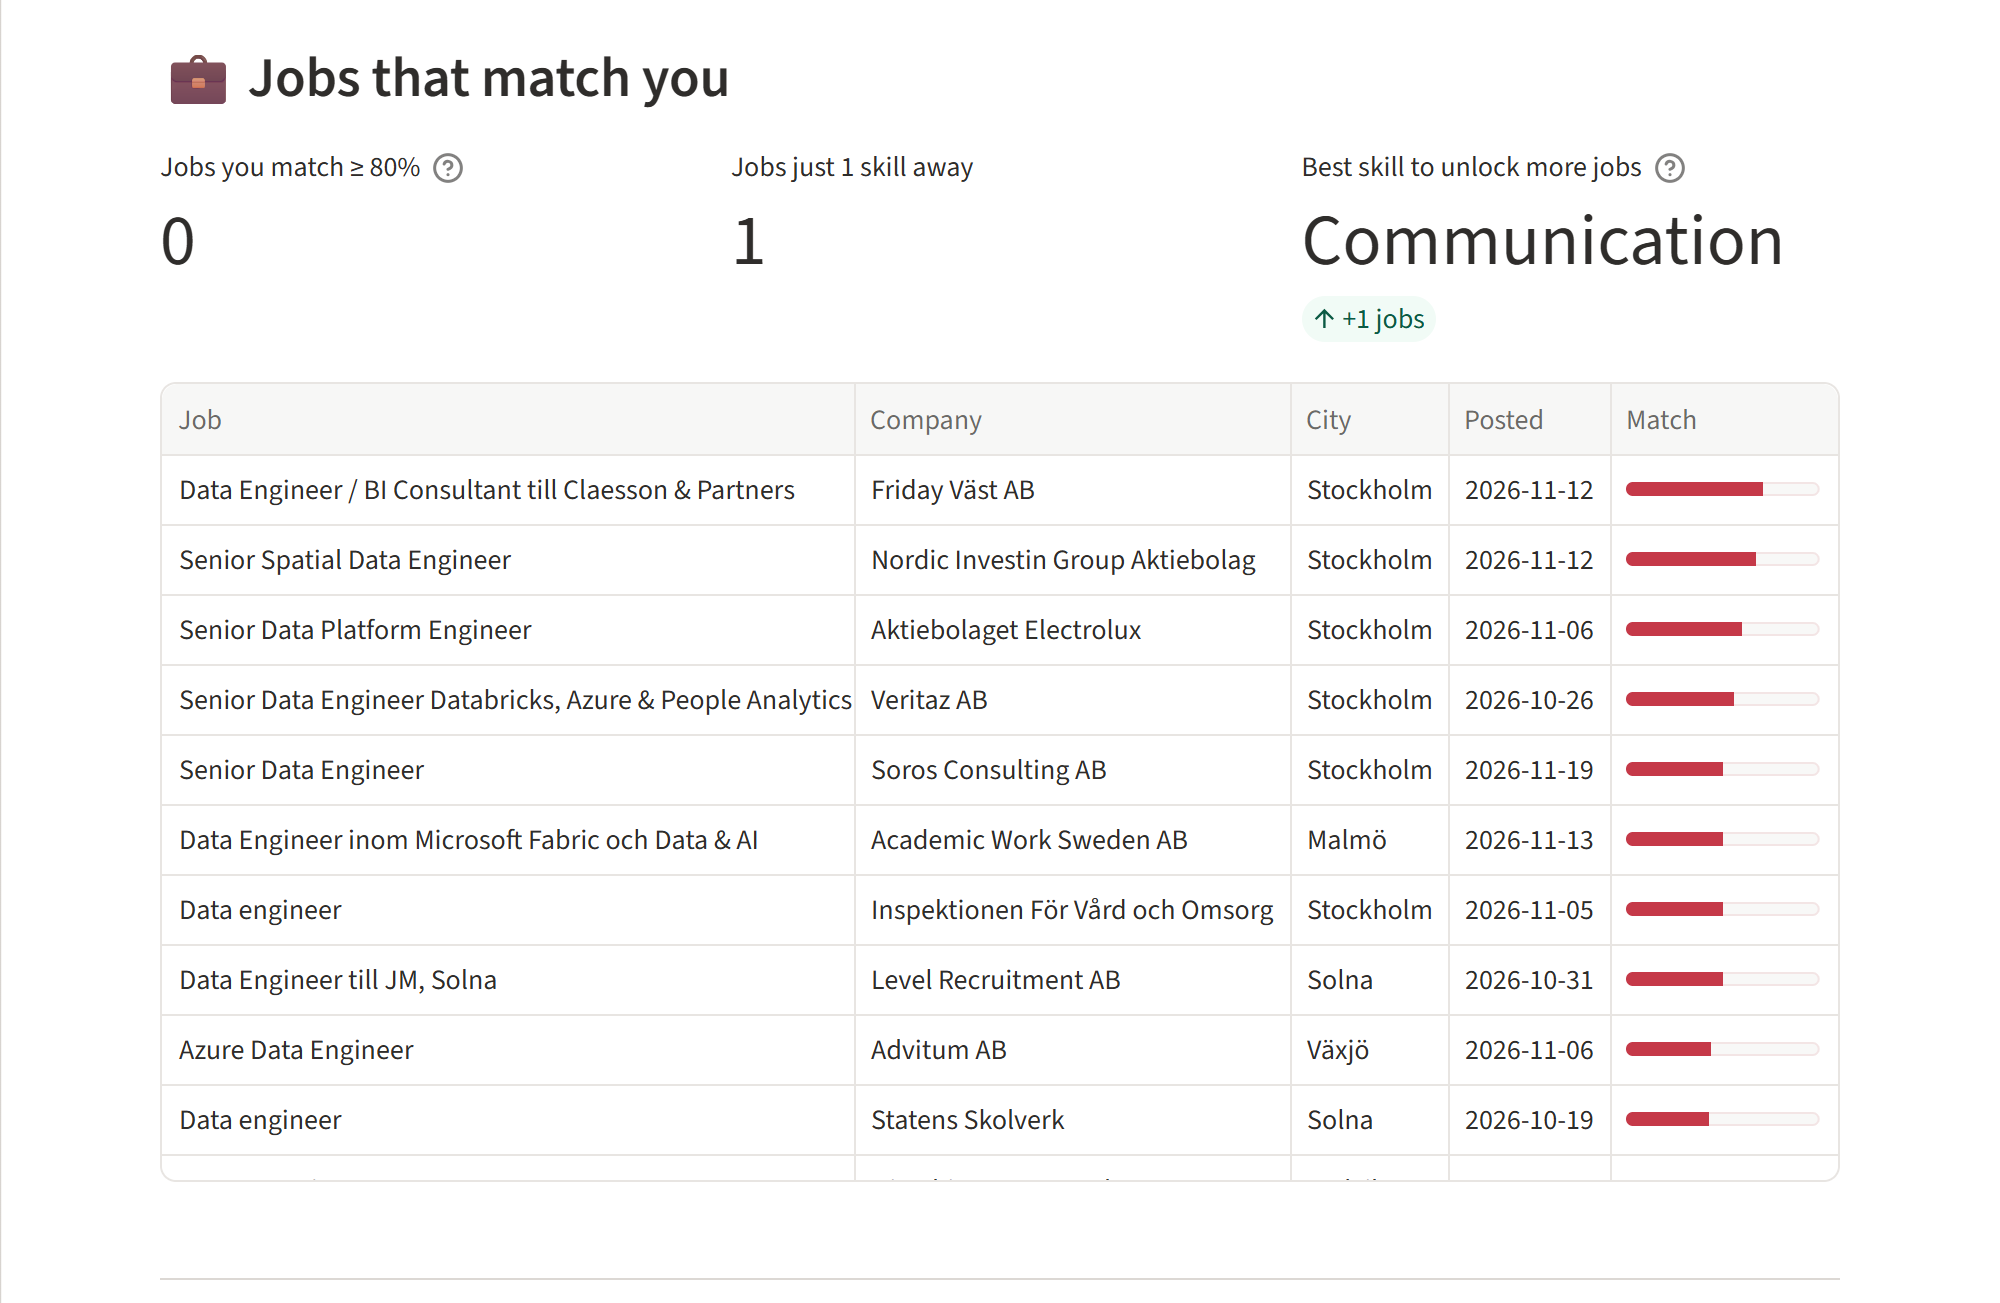 Jobs that match you
Jobs you match ≥ 80%
Jobs just 1 skill away
Best skill to unlock more jobs
0
1
Communication
↑ +1 jobs
Job Company City Posted Match
Data Engineer / BI Consultant till Claesson & Partners Friday Väst AB Stockholm 2026-11-12
Senior Spatial Data Engineer Nordic Investin Group Aktiebolag Stockholm 2026-11-12
Senior Data Platform Engineer Aktiebolaget Electrolux Stockholm 2026-11-06
Senior Data Engineer Databricks, Azure & People Analytics Veritaz AB Stockholm 2026-10-26
Senior Data Engineer Soros Consulting AB Stockholm 2026-11-19
Data Engineer inom Microsoft Fabric och Data & AI Academic Work Sweden AB Malmö 2026-11-13
Data engineer Inspektionen För Vård och Omsorg Stockholm 2026-11-05
Data Engineer till JM, Solna Level Recruitment AB Solna 2026-10-31
Azure Data Engineer Advitum AB Växjö 2026-11-06
Data engineer Statens Skolverk Solna 2026-10-19